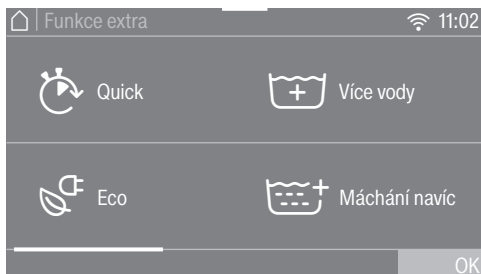 Funkce extra 11:02
Quick
Více vody
Eco
Máchání navíc
OK